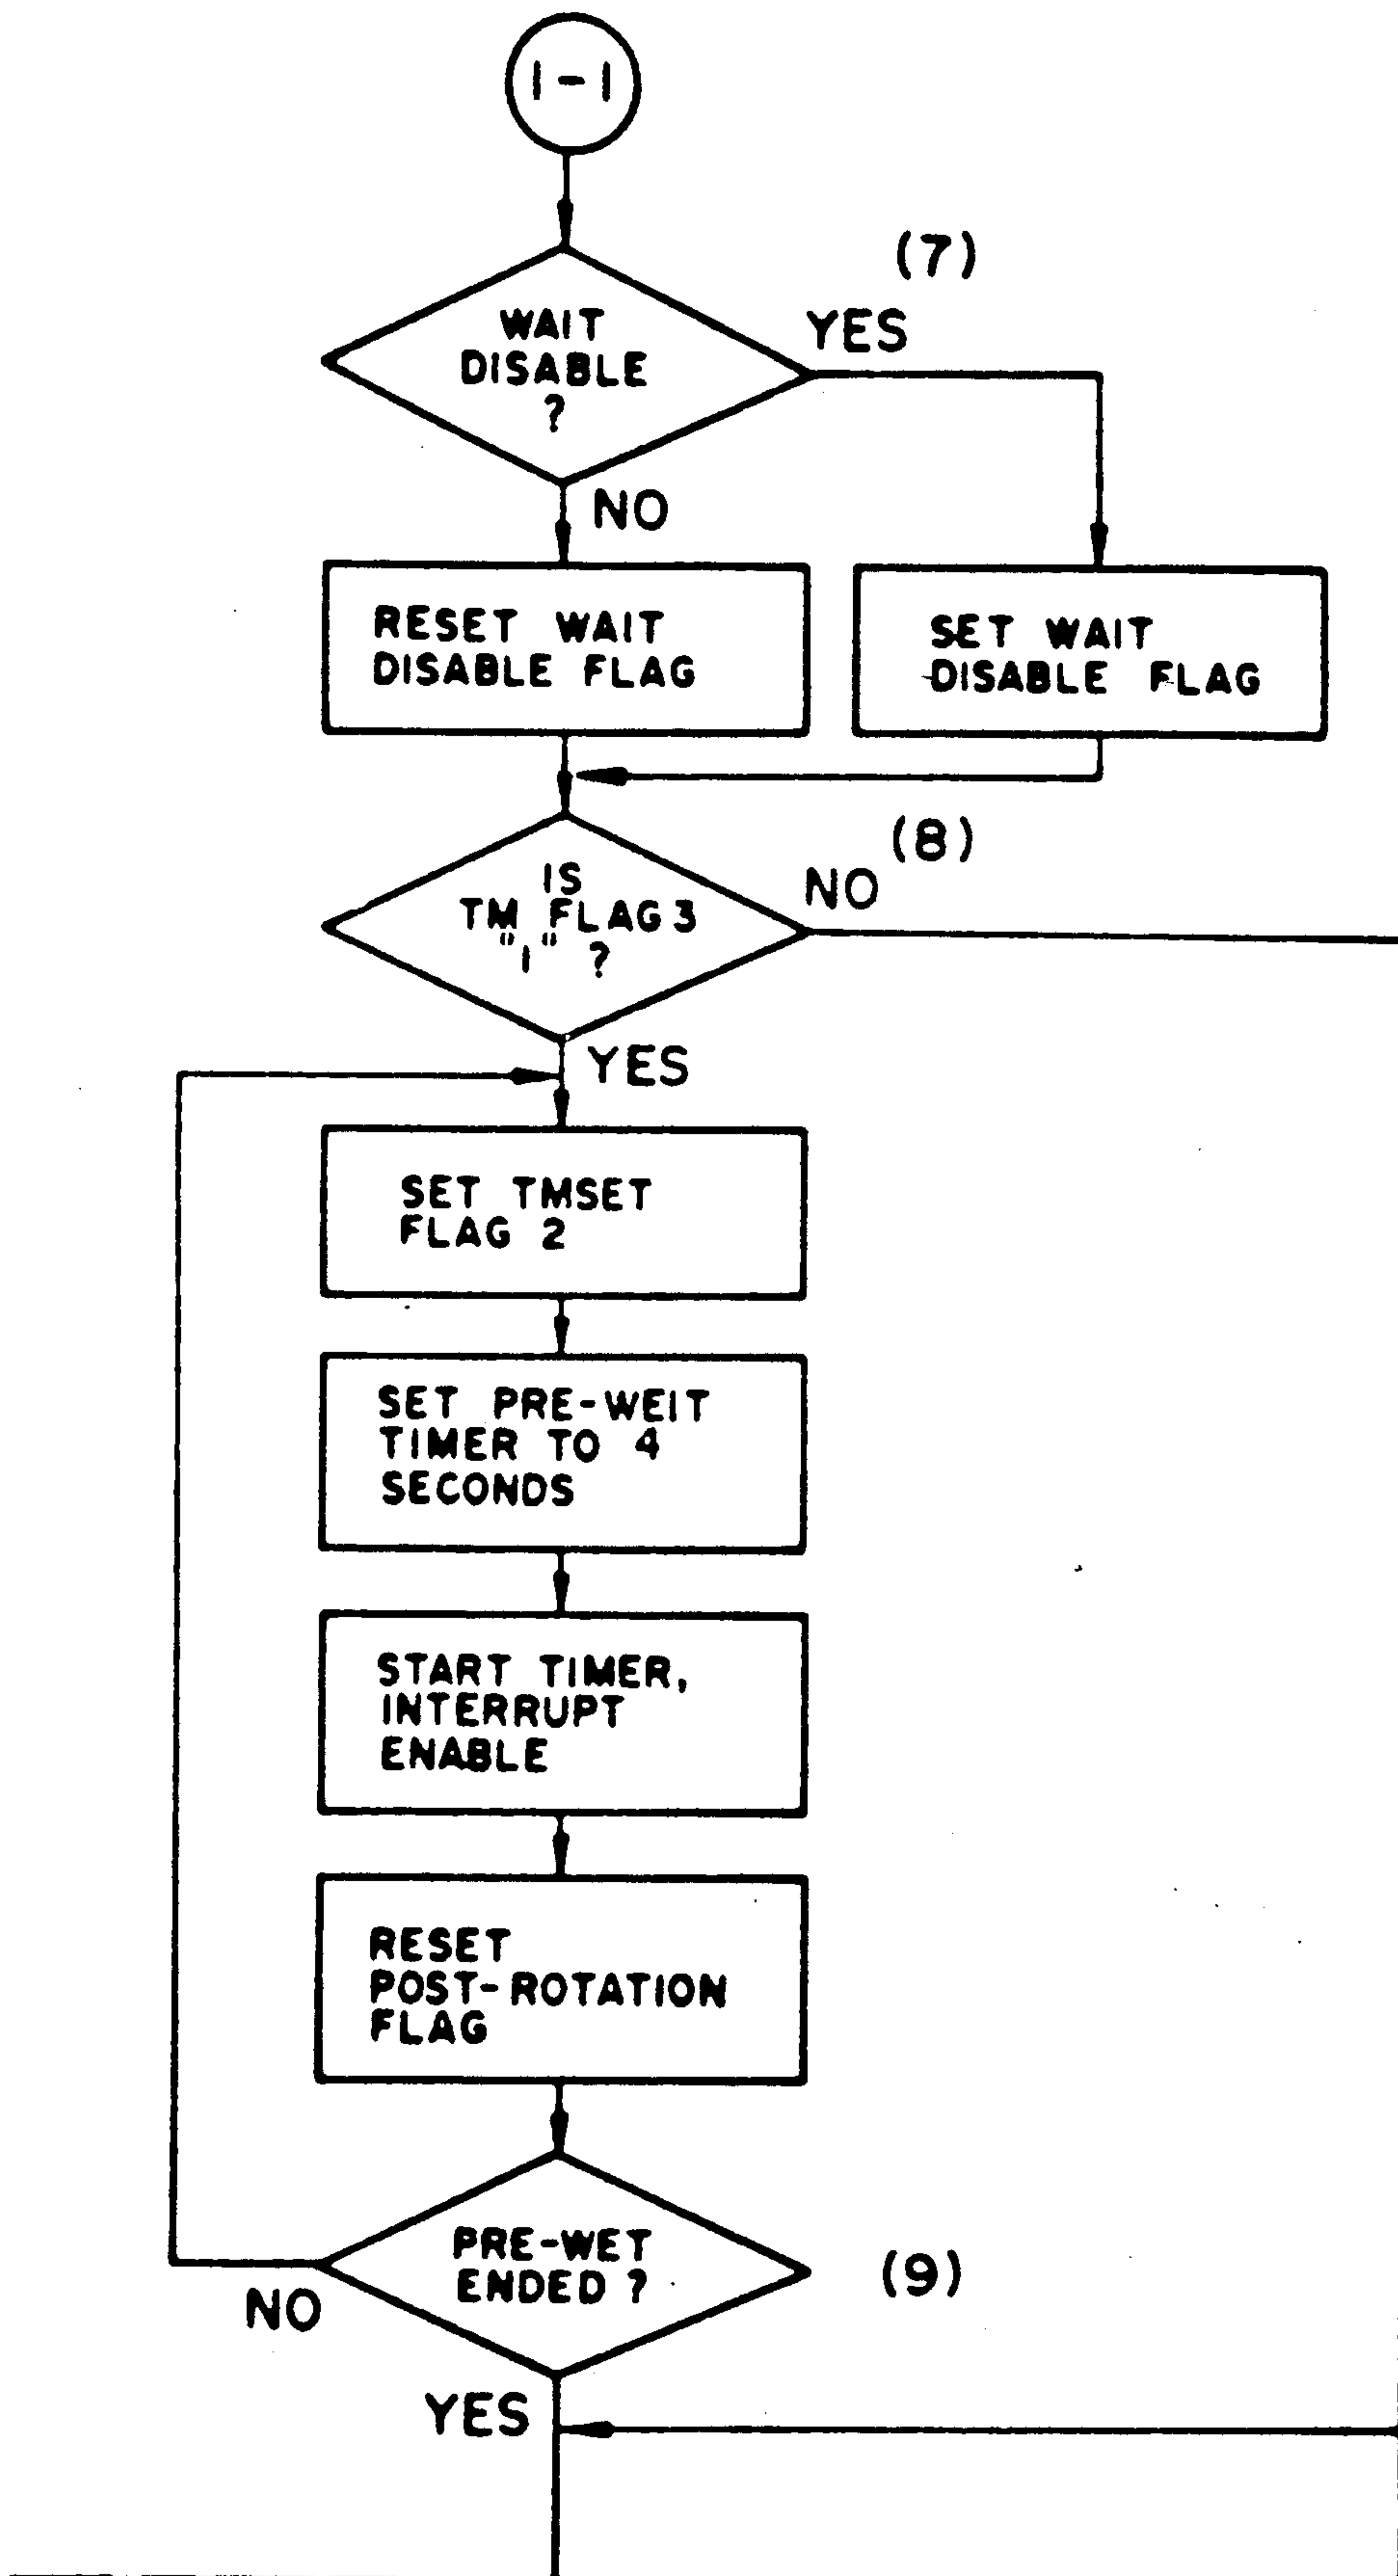 1-1
(7)
WAIT
DISABLE
?
YES
NO
RESET WAIT
DISABLE FLAG
SET WAIT
DISABLE FLAG
(8)
IS
TM FLAG 3
"1" ?
NO
YES
SET TMSET
FLAG 2
SET PRE-WEIT
TIMER TO 4
SECONDS
START TIMER,
INTERRUPT
ENABLE
RESET
POST-ROTATION
FLAG
PRE-WET
ENDED ?
(9)
NO
YES